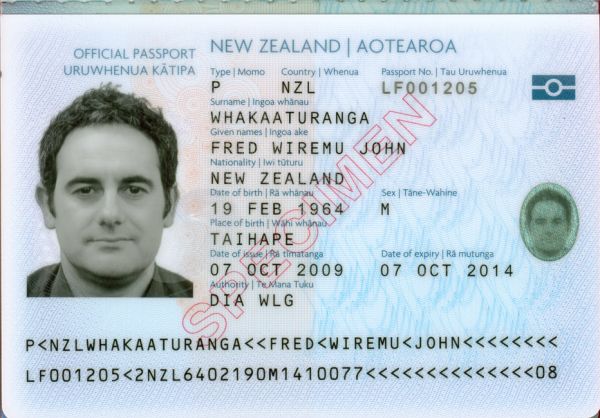 OFFICIAL PASSPORT
URUWHENUA KĀTIPA
NEW ZEALAND | AOTEAROA
Type | Momo Country | Whenua Passport No. | Tau Uruwhenua
P NZL LF001205
Surname | Ingoa whānau
WHAKAATURANGA
Given names | Ingoa ake
FRED WIREMU JOHN
Nationality | Iwi tūturu
NEW ZEALAND
Date of birth | Rā whānau Sex | Tāne-Wahine
19 FEB 1964 M
Place of birth | Wāhi whānau
TAIHAPE
Date of issue | Rā tīmatanga Date of expiry | Rā mutunga
07 OCT 2009 07 OCT 2014
Authority | Te Mana Tuku
DIA WLG
SPECIMEN
P<NZLWHAKAATURANGA<<FRED<WIREMU<JOHN<<<<<<<<
LF001205<2NZL6402190M1410077<<<<<<<<<<<<<<08